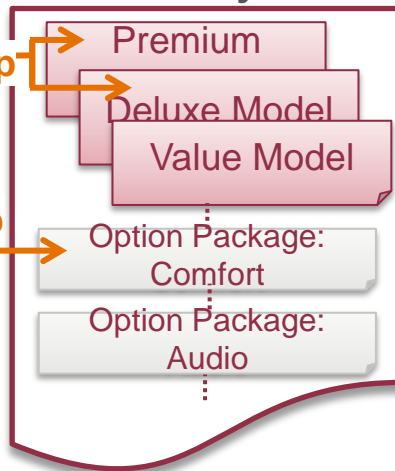 Premium
p
Deluxe Model
Value Model
Option Package:
Comfort
Option Package:
Audio